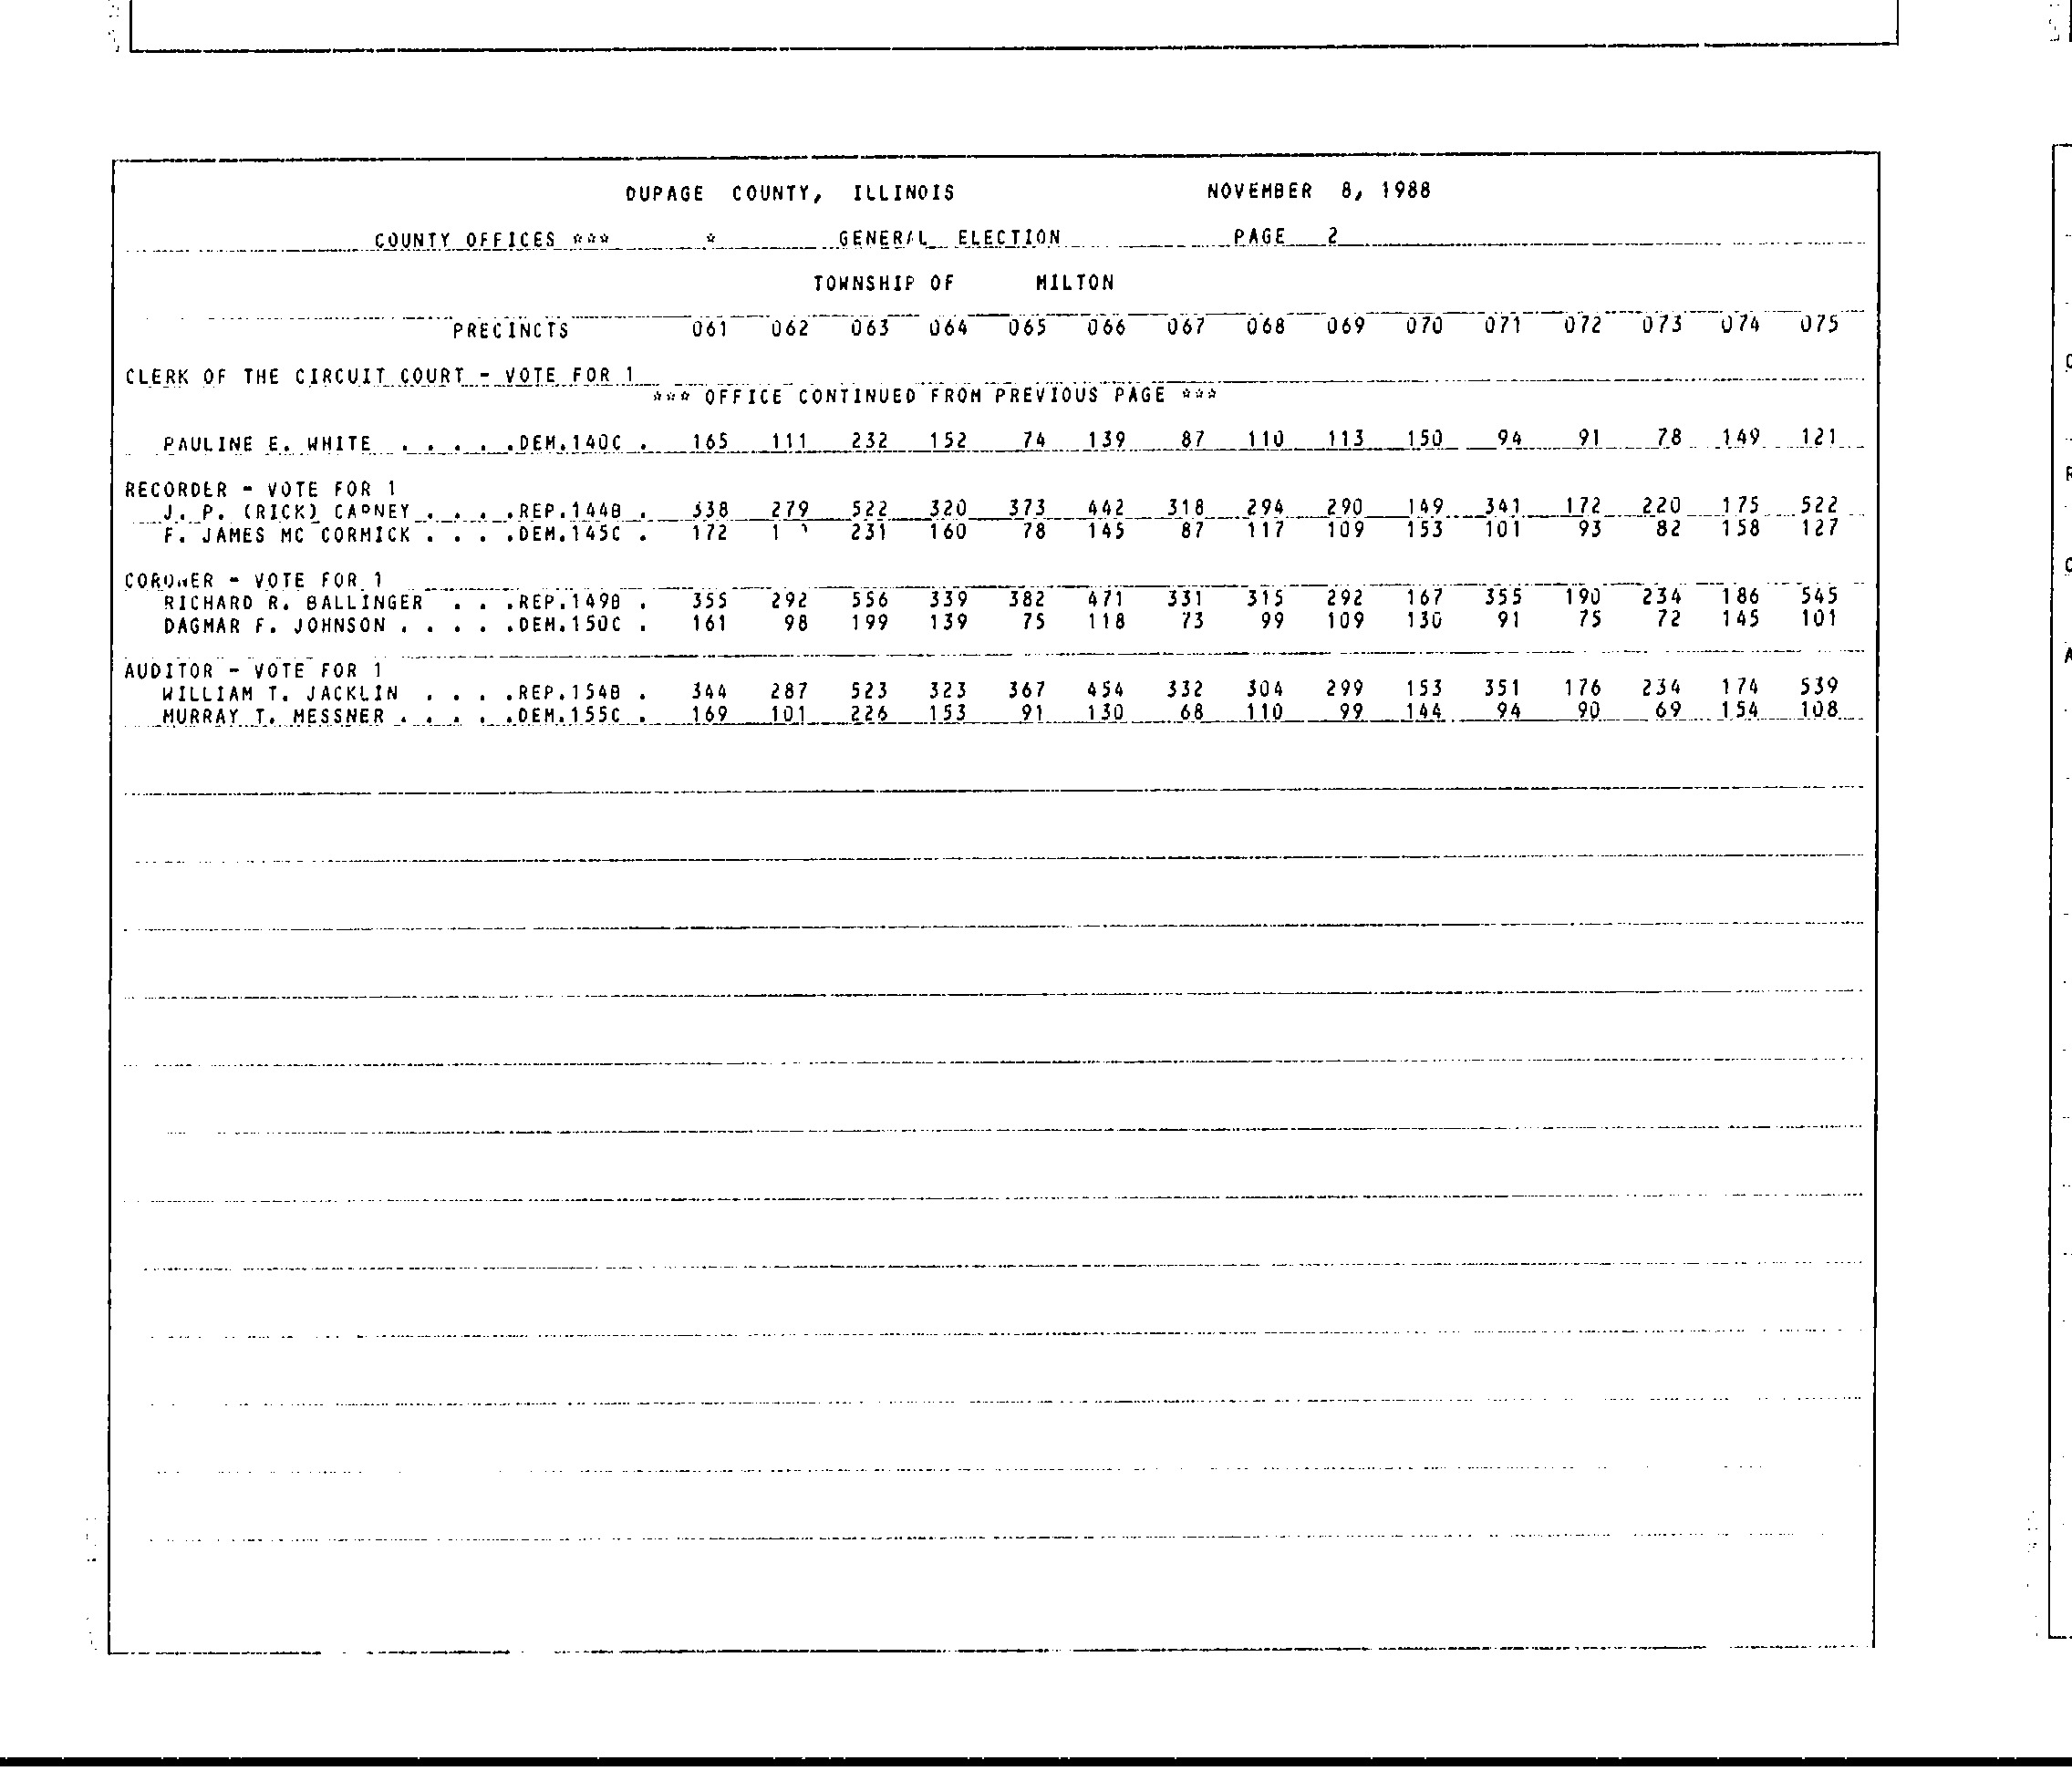 DUPAGE COUNTY, ILLINOIS NOVEMBER 8, 1988
COUNTY OFFICES *** * GENERAL ELECTION PAGE 2
TOWNSHIP OF MILTON
PRECINCTS 061 062 063 064 065 066 067 068 069 070 071 072 073 074 075
CLERK OF THE CIRCUIT COURT - VOTE FOR 1
*** OFFICE CONTINUED FROM PREVIOUS PAGE ***
PAULINE E. WHITE . . . . .DEM.140C . 165 111 232 152 74 139 87 110 113 150 94 91 78 149 121
RECORDER - VOTE FOR 1
J. P. (RICK) CARNEY . . . .REP.144B . 338 279 522 320 373 442 318 294 290 149 341 172 220 175 522
F. JAMES MC CORMICK . . . .DEM.145C . 172 231 160 78 145 87 117 109 153 101 93 82 158 127
CORONER - VOTE FOR 1
RICHARD R. BALLINGER . . .REP.149B . 355 292 556 339 382 471 331 315 292 167 355 190 234 186 545
DAGMAR F. JOHNSON . . . . .DEM.150C . 161 98 199 139 75 118 73 99 109 130 91 75 72 145 101
AUDITOR - VOTE FOR 1
WILLIAM T. JACKLIN . . . .REP.154B . 344 287 523 323 367 454 332 304 299 153 351 176 234 174 539
MURRAY T. MESSNER . . . . .DEM.155C . 169 101 226 153 91 130 68 110 99 144 94 90 69 154 108